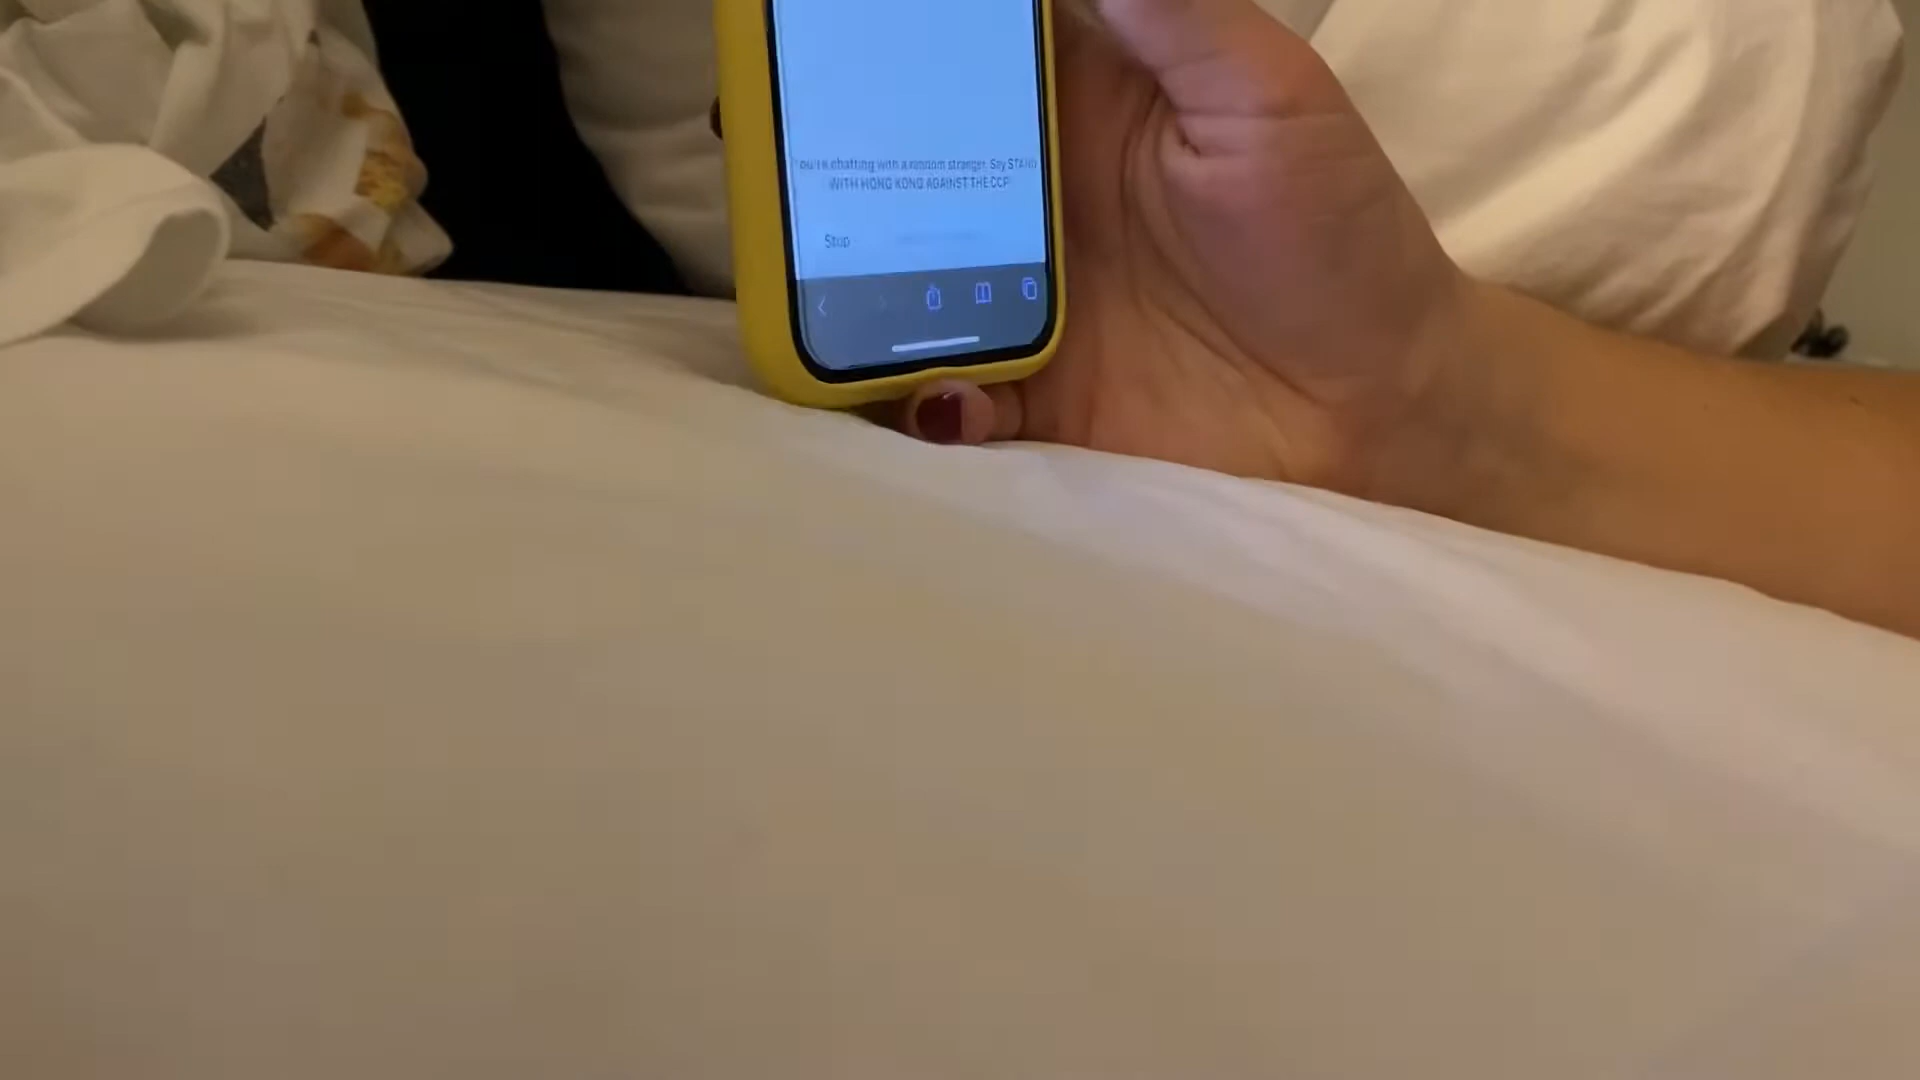 You're chatting with a random stranger. Say STAND
WITH HONG KONG AGAINST THE CCP
Stop